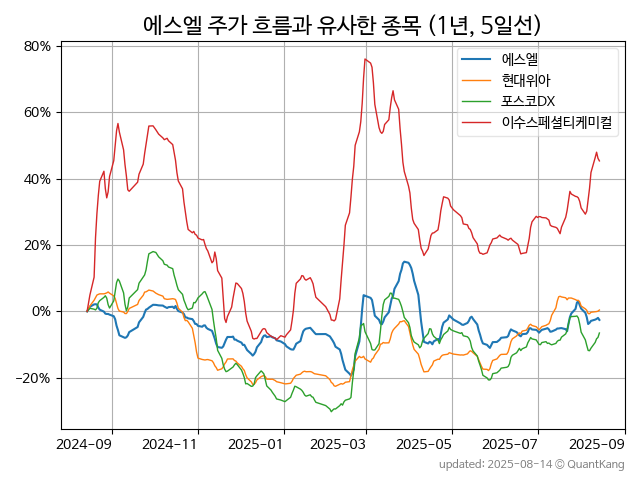 에스엘 주가 흐름과 유사한 종목 (1년, 5일선)
80%
60%
40%
20%
0%
−20%
에스엘
현대위아
포스코DX
이수스페셜티케미컬
2024-09 2024-11 2025-01 2025-03 2025-05 2025-07 2025-09
updated: 2025-08-14 © QuantKang